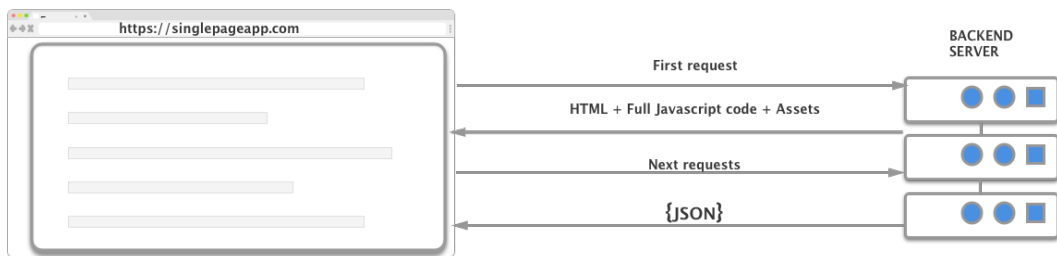 https://singlepageapp.com
BACKEND
SERVER
First request
HTML + Full Javascript code + Assets
Next requests
{JSON}